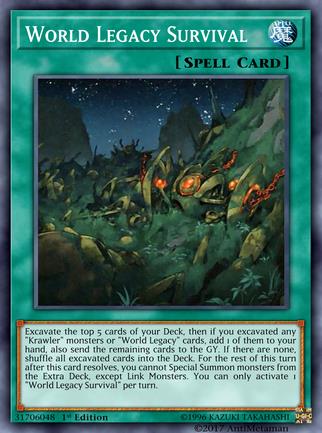 World Legacy Survival
[Spell Card]
Excavate the top 5 cards of your Deck, then if you excavated any
"Krawler" monsters or "World Legacy" cards, add 1 of them to your
hand, also send the remaining cards to the GY. If there are none,
shuffle all excavated cards into the Deck. For the rest of this turn
after this card resolves, you cannot Special Summon monsters from
the Extra Deck, except Link Monsters. You can only activate 1
"World Legacy Survival" per turn.
31706048 1st Edition ©1996 KAZUKI TAKAHASHI
©2017 AntiMetaman